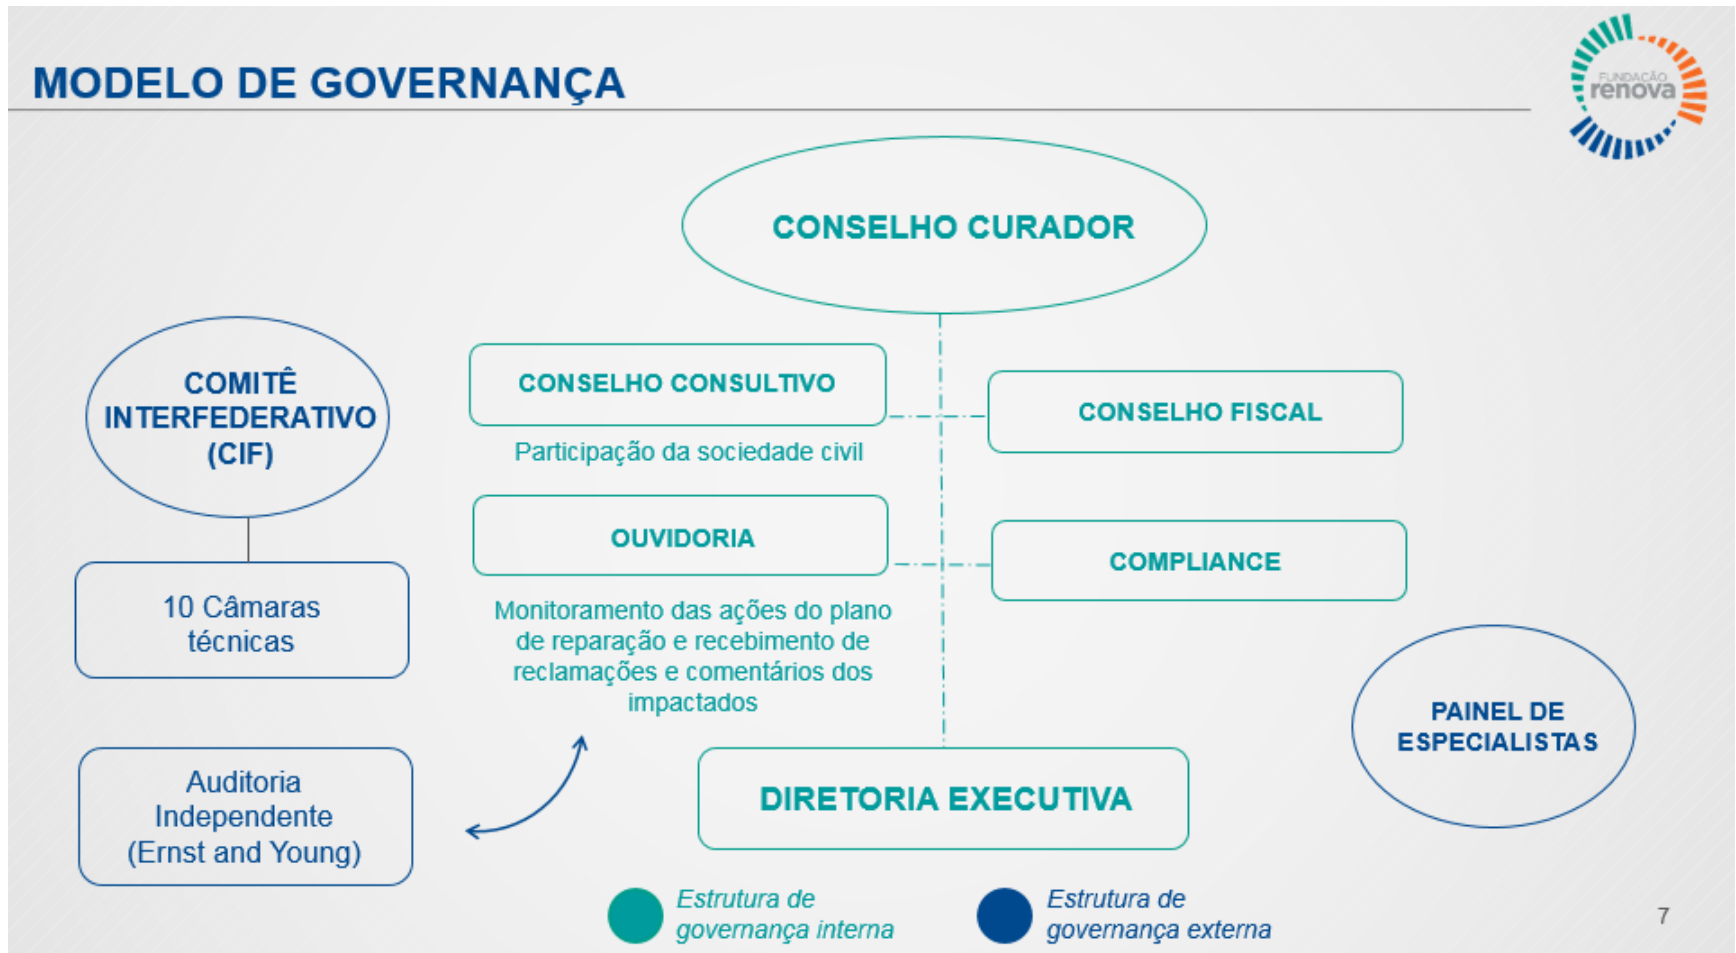 MODELO DE GOVERNANÇA
FUNDAÇÃO
renova
CONSELHO CURADOR
COMITÊ
INTERFEDERATIVO
(CIF)
CONSELHO CONSULTIVO
Participação da sociedade civil
CONSELHO FISCAL
OUVIDORIA
COMPLIANCE
10 Câmaras
técnicas
Monitoramento das ações do plano
de reparação e recebimento de
reclamações e comentários dos
impactados
PAINEL DE
ESPECIALISTAS
Auditoria
Independente
(Ernst and Young)
DIRETORIA EXECUTIVA
Estrutura de
governança interna
Estrutura de
governança externa
7